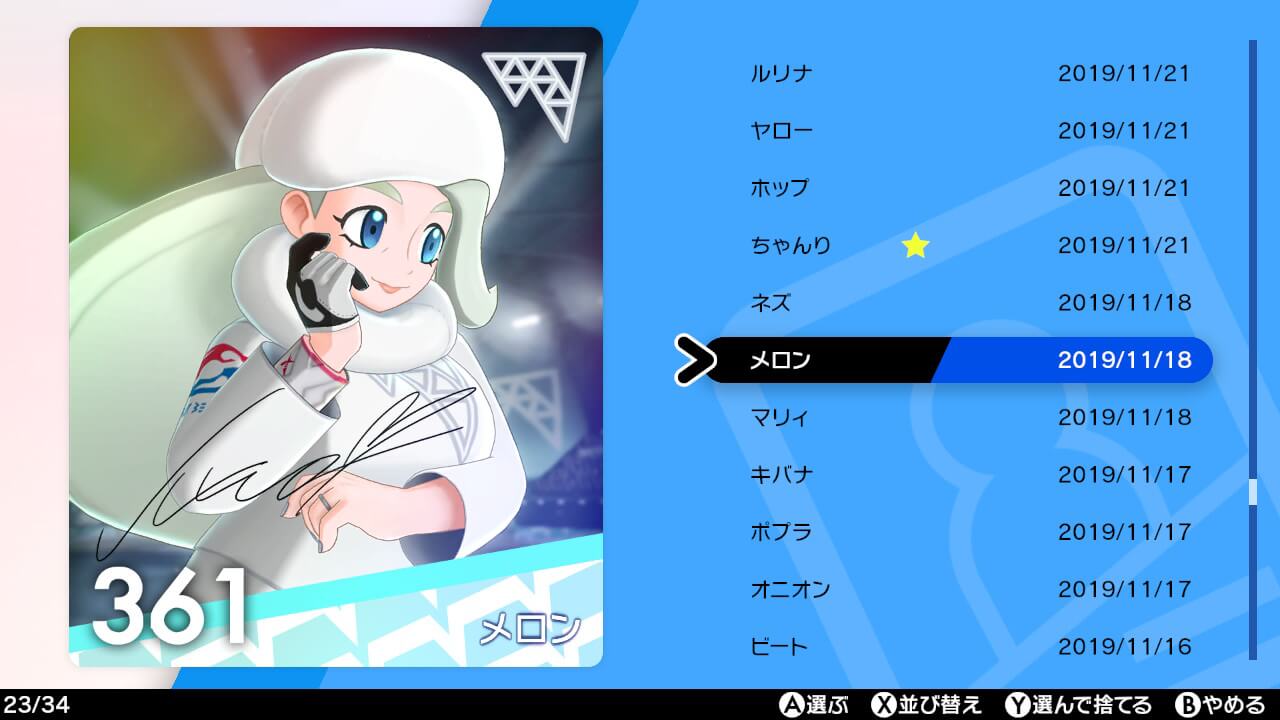 361
メロン
ルリナ 2019/11/21
ヤロー 2019/11/21
ホップ 2019/11/21
ちゃんり 2019/11/21
ネズ 2019/11/18
メロン 2019/11/18
マリィ 2019/11/18
キバナ 2019/11/17
ポプラ 2019/11/17
オニオン 2019/11/17
ビート 2019/11/16
23/34 A選ぶ X並び替え Y選んで捨てる Bやめる